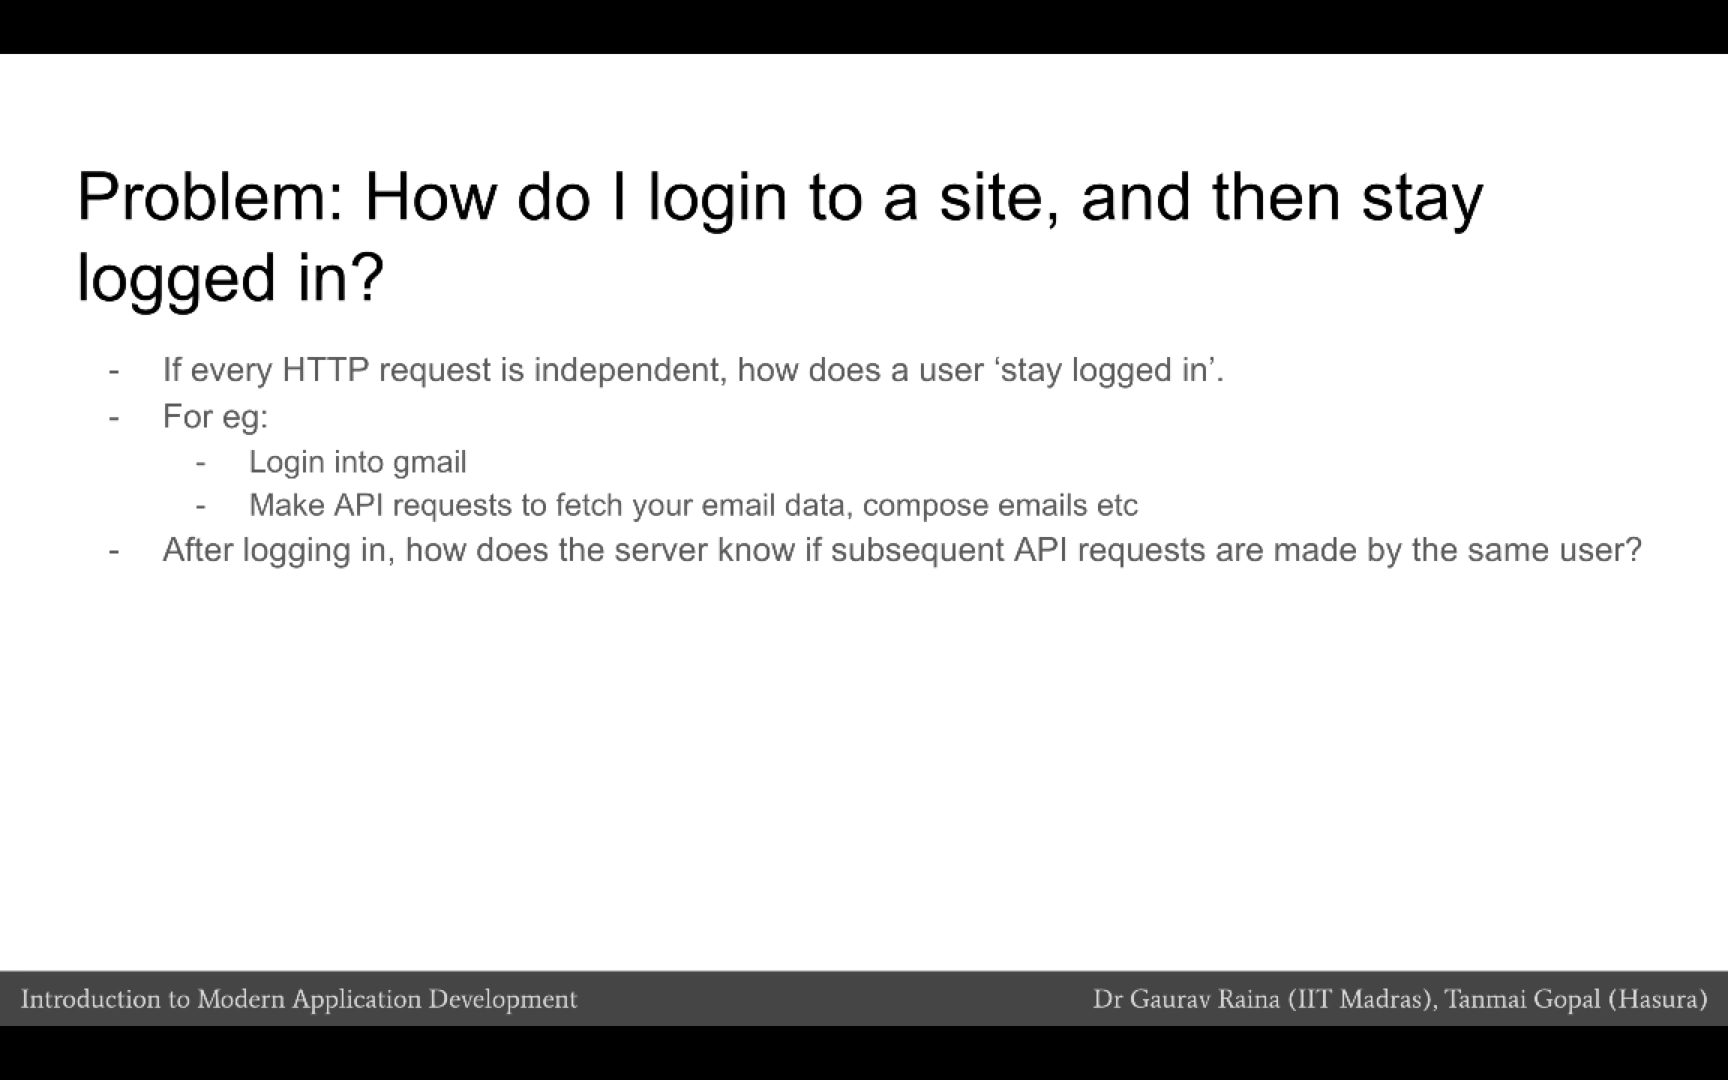 Problem: How do I login to a site, and then stay
logged in?
- If every HTTP request is independent, how does a user ‘stay logged in’.
- For eg:
- Login into gmail
- Make API requests to fetch your email data, compose emails etc
- After logging in, how does the server know if subsequent API requests are made by the same user?
Introduction to Modern Application Development
Dr Gaurav Raina (IIT Madras), Tanmai Gopal (Hasura)